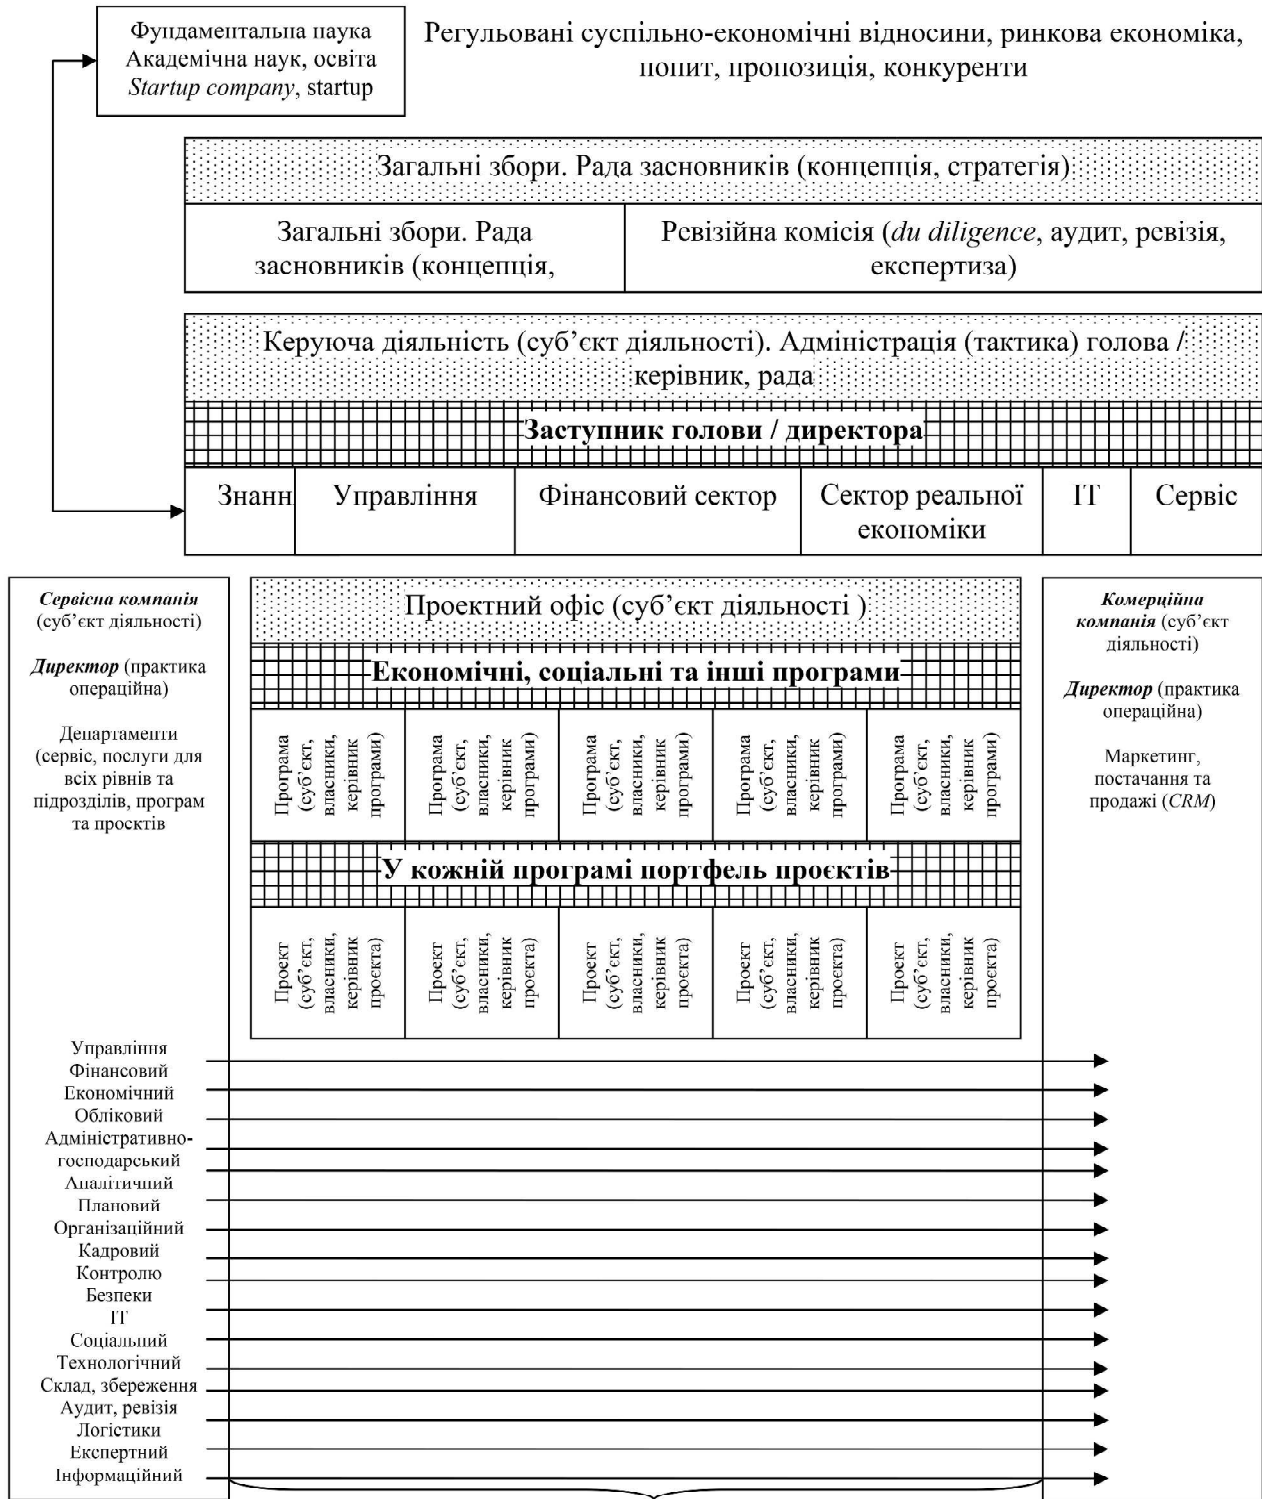 Фундаментальна наука
Академічна наук, освіта
Startup company, startup
Регульовані суспільно-економічні відносини, ринкова економіка,
попит, пропозиція, конкуренти
Загальні збори. Рада засновників (концепція, стратегія)
Загальні збори. Рада
засновників (концепція,
Ревізійна комісія (du diligence, аудит, ревізія,
експертиза)
Керуюча діяльність (суб’єкт діяльності). Адміністрація (тактика) голова /
керівник, рада
Заступник голови / директора
Знанн
Управління
Фінансовий сектор
Сектор реальної
економіки
ІТ
Сервіс
Сервісна компанія
(суб’єкт діяльності)
Директор (практика
операційна)
Департаменти
(сервіс, послуги для
всіх рівнів та
підрозділів, програм
та проєктів
Проектний офіс (суб’єкт діяльності )
Економічні, соціальні та інші програми
Програма
(суб’єкт,
власники,
керівник
програми)
Програма
(суб’єкт,
власники,
керівник
програми)
Програма
(суб’єкт,
власники,
керівник
програми)
Програма
(суб’єкт,
власники,
керівник
програми)
Програма
(суб’єкт,
власники,
керівник
програми)
У кожній програмі портфель проєктів
Проект
(суб’єкт,
власники,
керівник
проєкта)
Проект
(суб’єкт,
власники,
керівник
проєкта)
Проект
(суб’єкт,
власники,
керівник
проєкта)
Проект
(суб’єкт,
власники,
керівник
проєкта)
Проект
(суб’єкт,
власники,
керівник
проєкта)
Комерційна
компанія (суб’єкт
діяльності)
Директор (практика
операційна)
Маркетинг,
постачання та
продажі (CRM)
Управління
Фінансовий
Економічний
Обліковий
Адміністративно-
господарський
Аналітичний
Плановий
Організаційний
Кадровий
Контролю
Безпеки
ІТ
Соціальний
Технологічний
Склад, збереження
Аудит, ревізія
Логістики
Експертний
Інформаційний